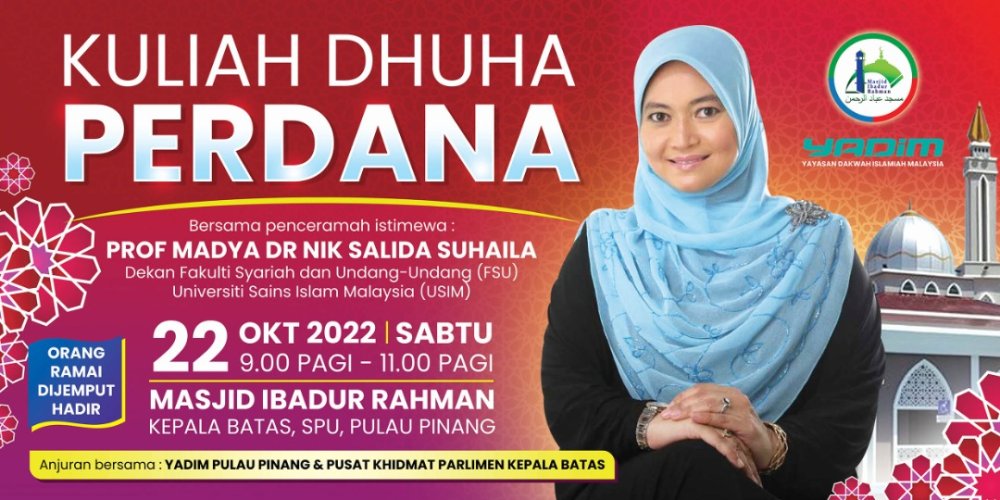 KULIAH DHUHA
PERDANA
Bersama penceramah istimewa :
PROF MADYA DR NIK SALIDA SUHAILA
Dekan Fakulti Syariah dan Undang-Undang (FSU)
Universiti Sains Islam Malaysia (USIM)
22 OKT 2022 | SABTU
9.00 PAGI - 11.00 PAGI
MASJID IBADUR RAHMAN
KEPALA BATAS, SPU, PULAU PINANG
ORANG
RAMAI
DIJEMPUT
HADIR
Anjuran bersama : YADIM PULAU PINANG & PUSAT KHIDMAT PARLIMEN KEPALA BATAS
Masjid
Ibadur
Rahman
مسجد عباد الرحمن
YADIM
YAYASAN DAKWAH ISLAMIAH MALAYSIA